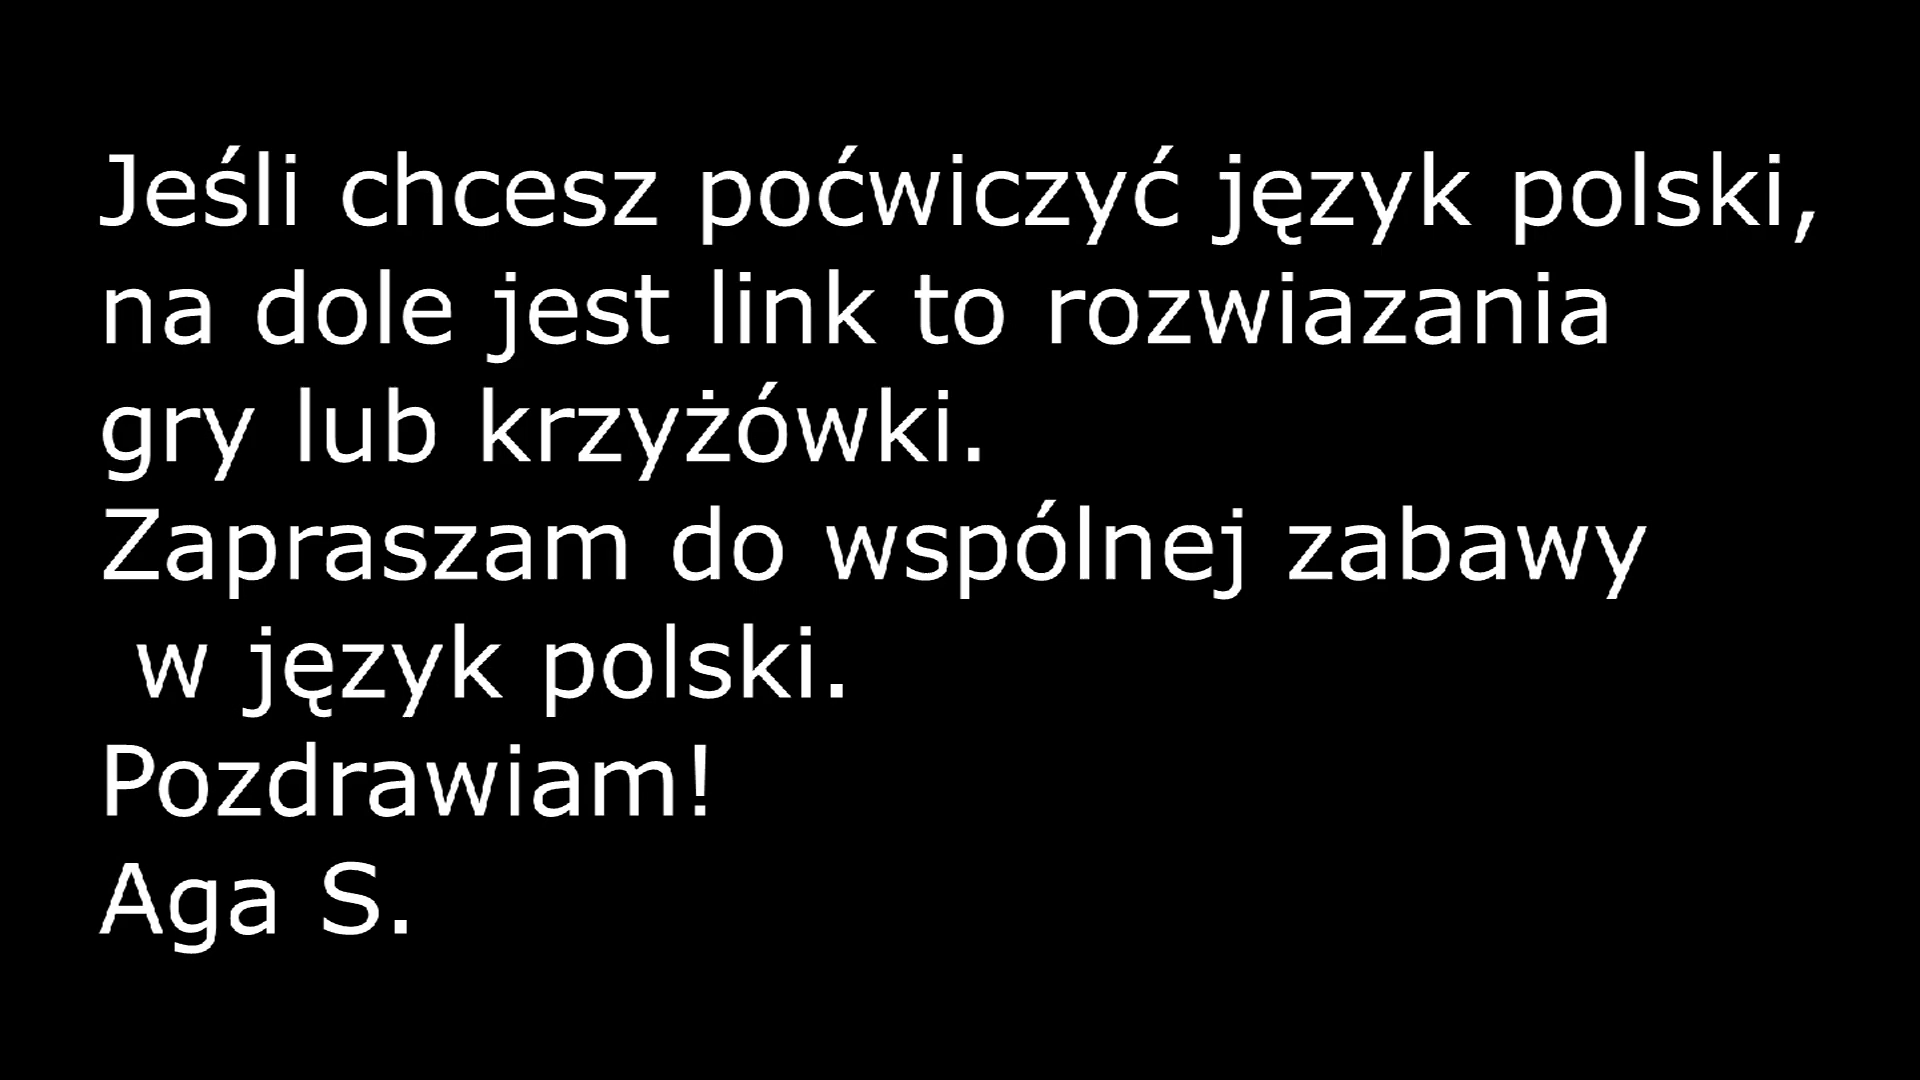 Jeśli chcesz poćwiczyć język polski,
na dole jest link to rozwiazania
gry lub krzyżówki.
Zapraszam do wspólnej zabawy
w język polski.
Pozdrawiam!
Aga S.